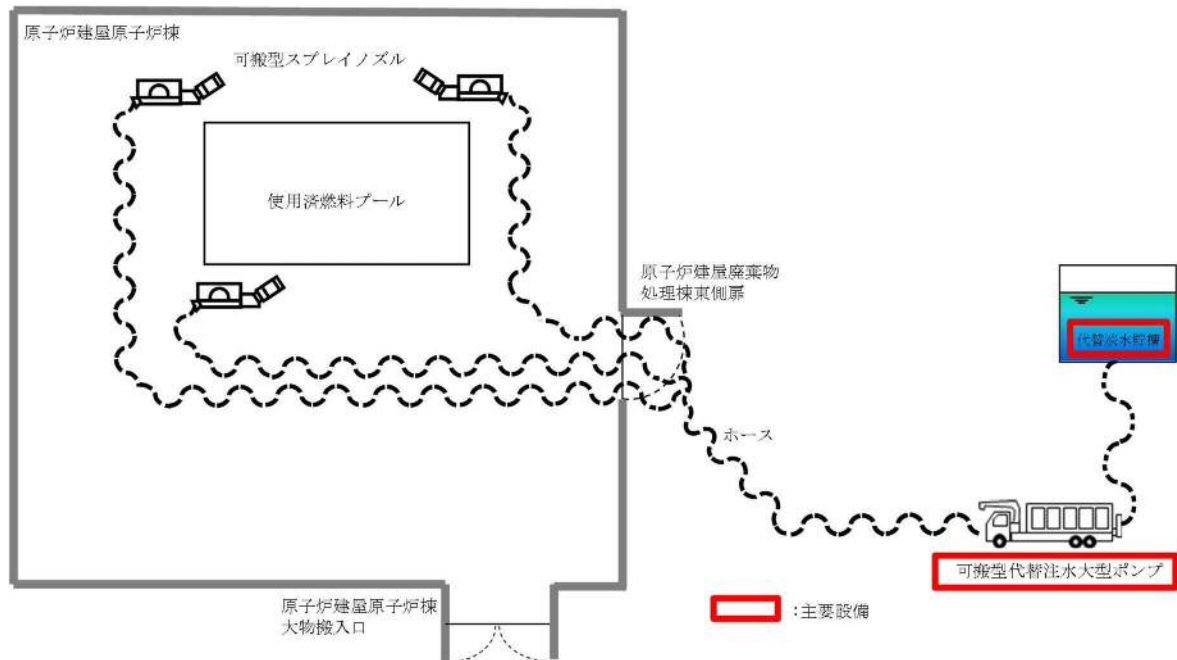 原子炉建屋原子炉棟
可搬型スプレイノズル
使用済燃料プール
原子炉建屋廃棄物
処理棟東側扉
代替淡水貯槽
ホース
可搬型代替注水大型ポンプ
原子炉建屋原子炉棟
大物搬入口
:主要設備